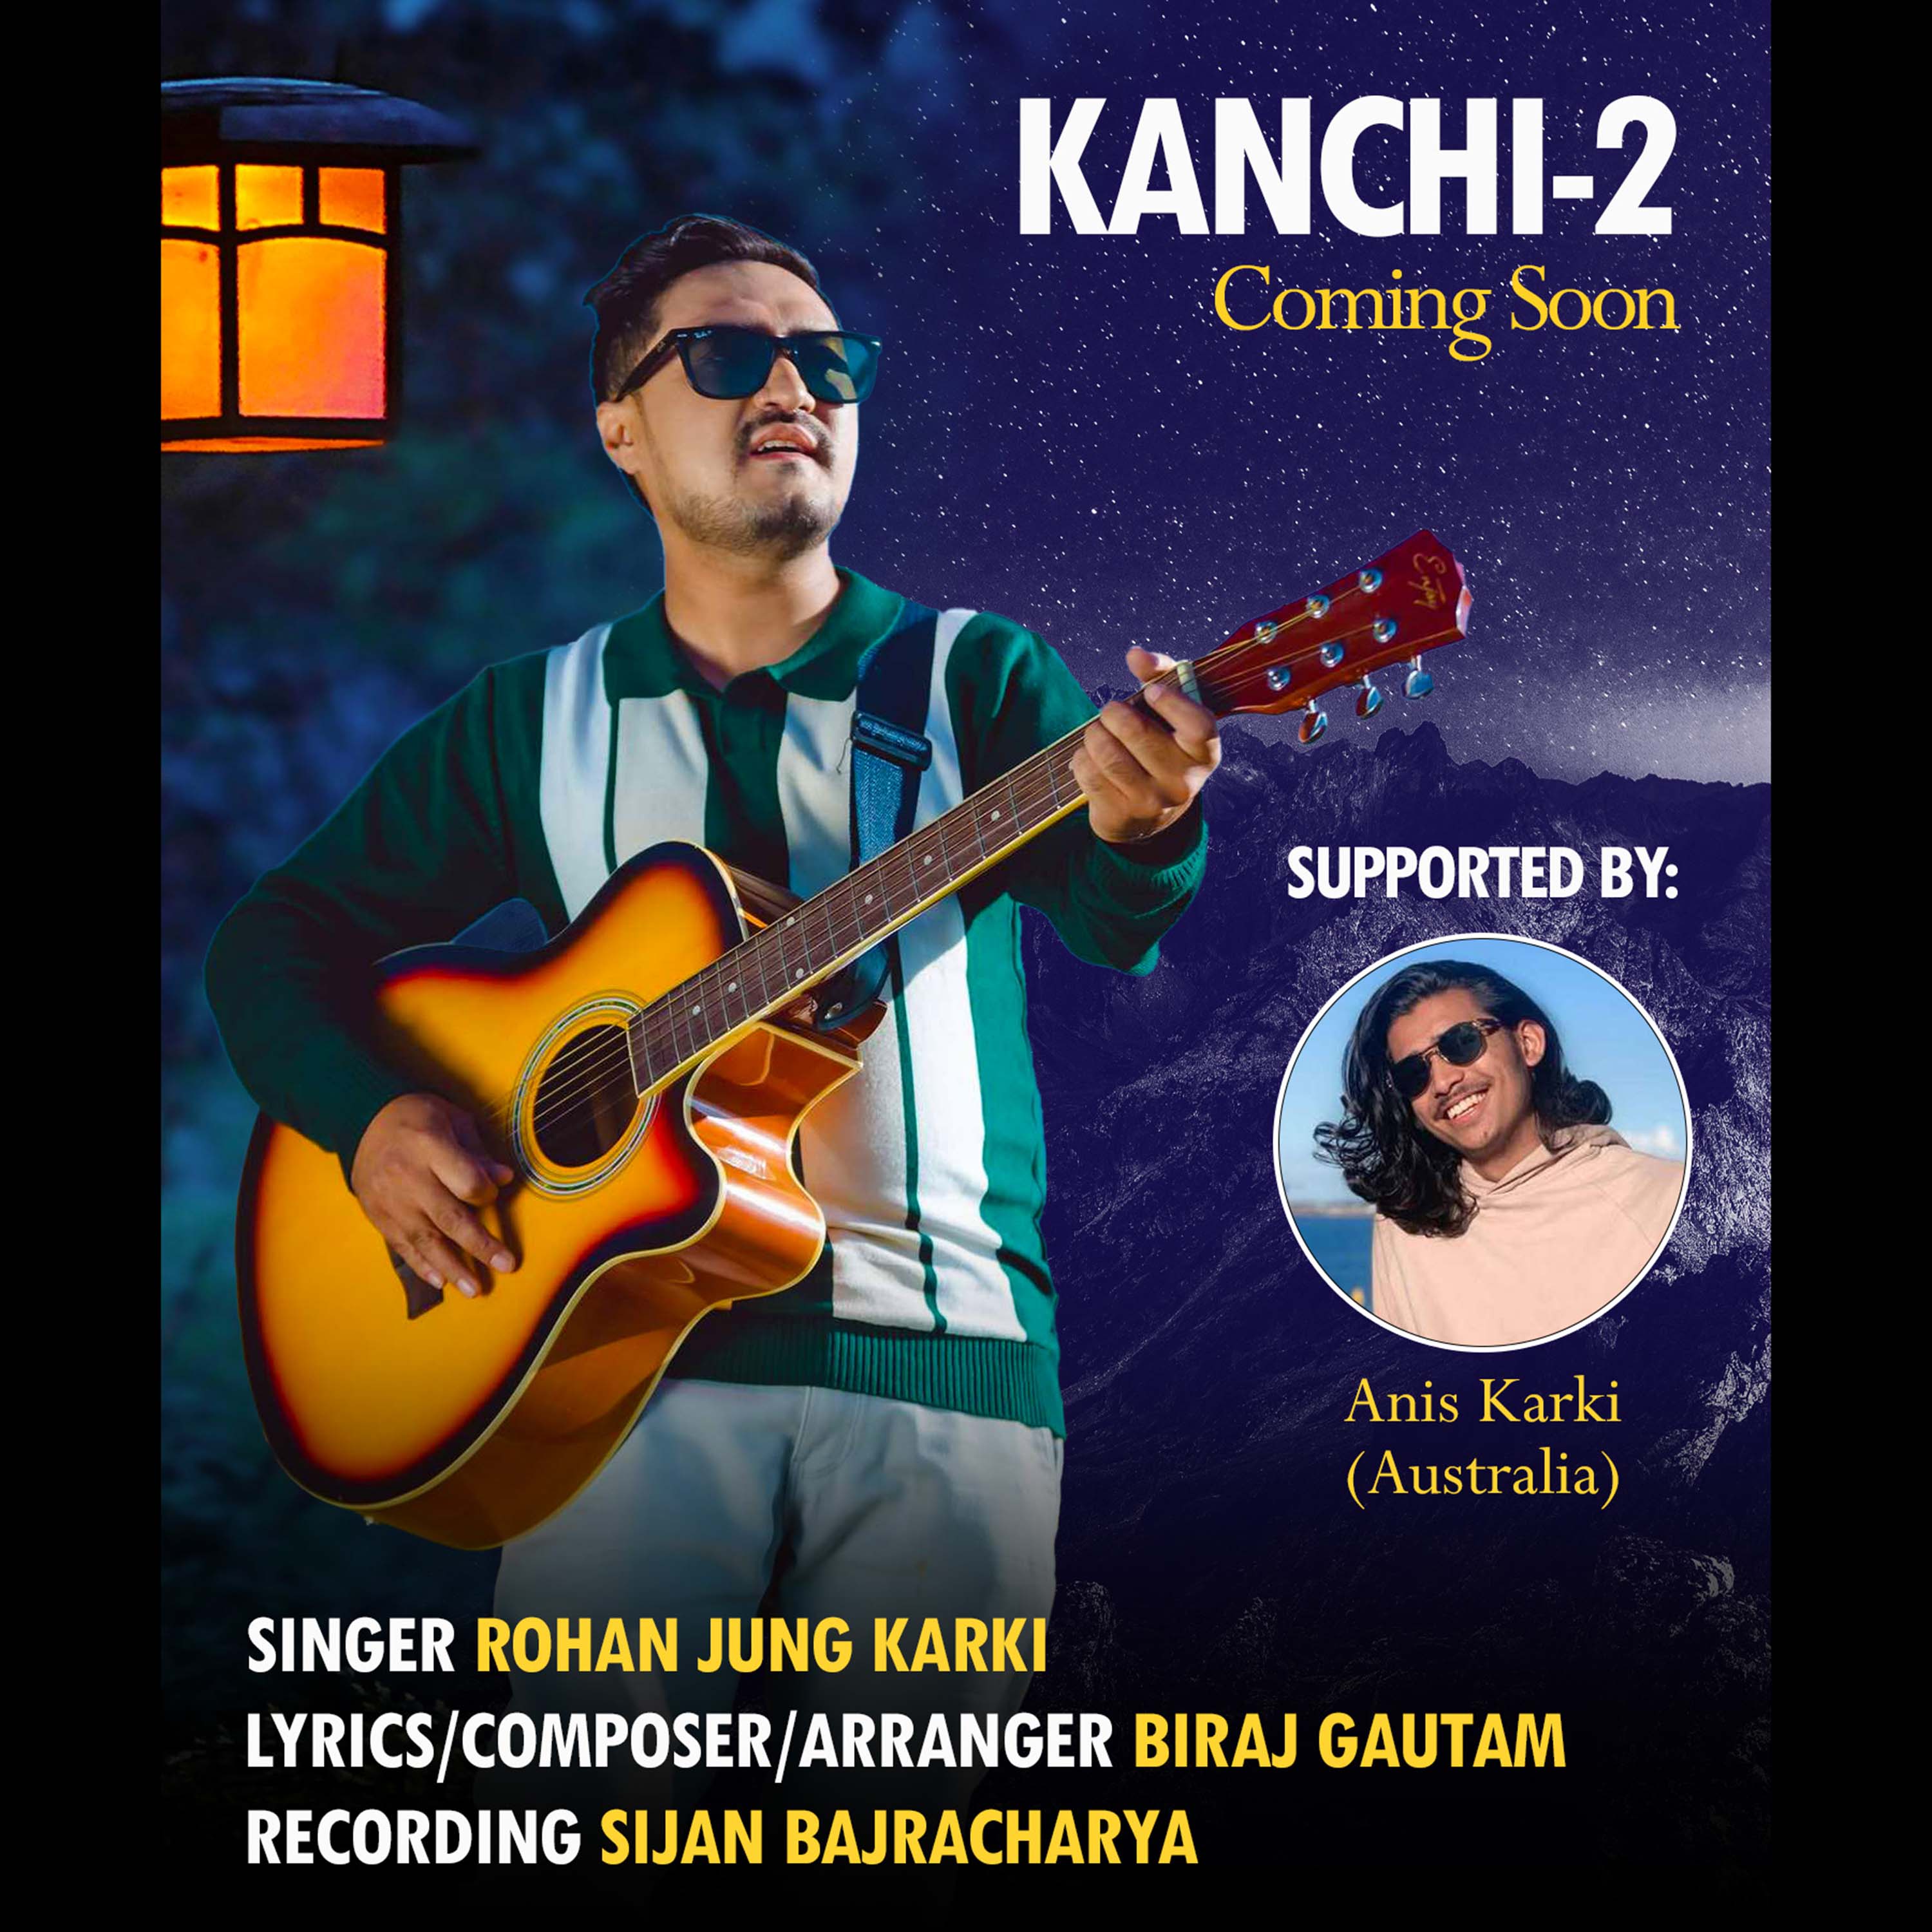 KANCHI-2
Coming Soon
SUPPORTED BY:
Anis Karki
(Australia)
SINGER ROHAN JUNG KARKI
LYRICS/COMPOSER/ARRANGER BIRAJ GAUTAM
RECORDING SIJAN BAJRACHARYA